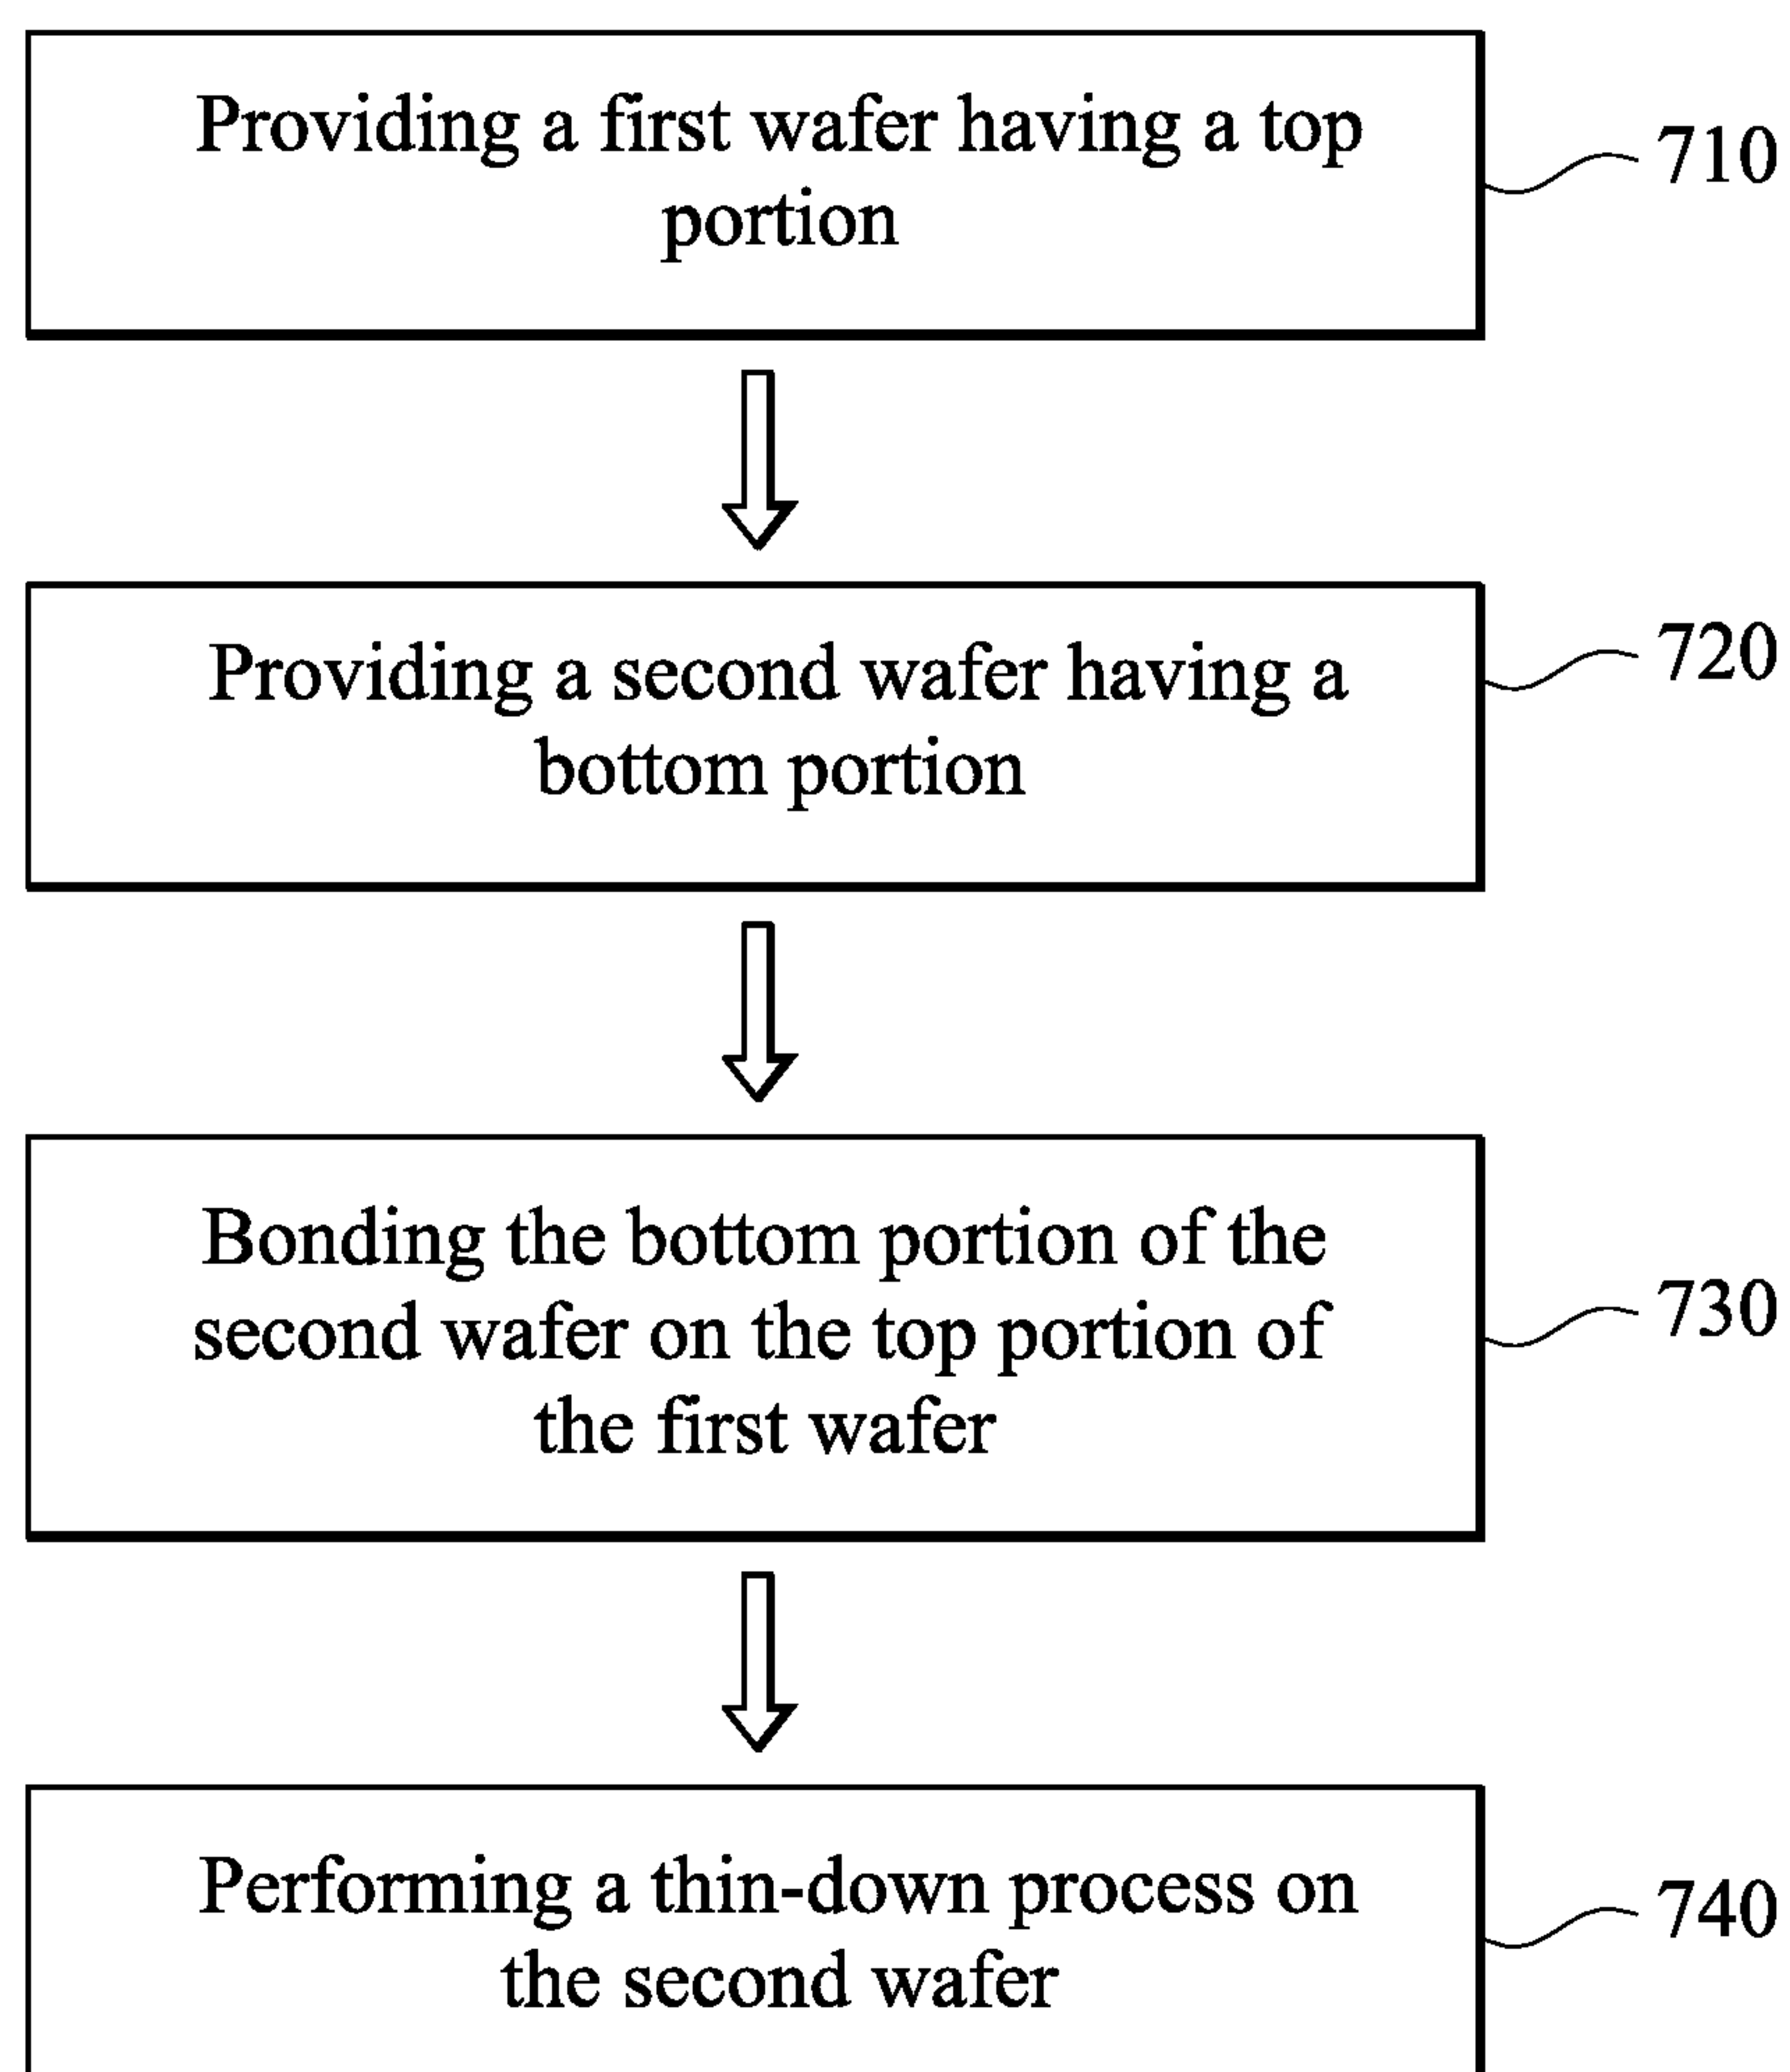 Providing a first wafer having a top
portion
710
Providing a second wafer having a
bottom portion
720
Bonding the bottom portion of the
second wafer on the top portion of
the first wafer
730
Performing a thin-down process on
the second wafer
740